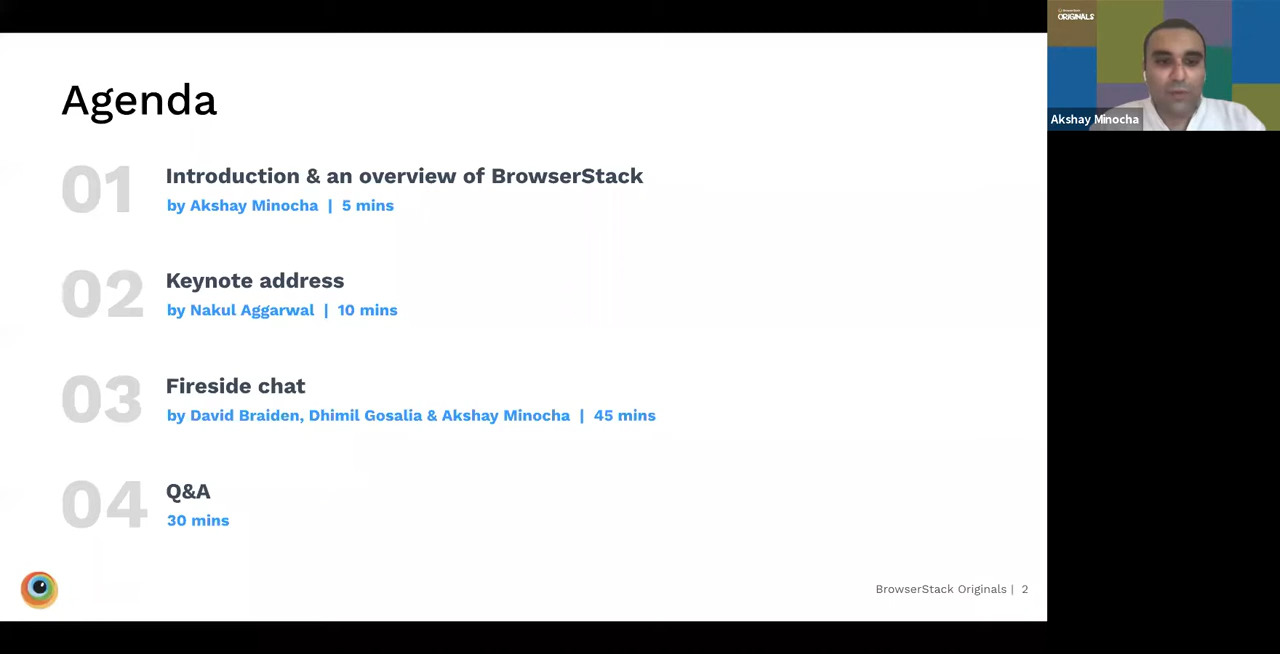 Agenda
01
Introduction & an overview of BrowserStack
by Akshay Minocha | 5 mins
02
Keynote address
by Nakul Aggarwal | 10 mins
03
Fireside chat
by David Braiden, Dhimil Gosalia & Akshay Minocha | 45 mins
04
Q&A
30 mins
BrowserStack Originals | 2
BrowserStack
ORIGINALS
Akshay Minocha